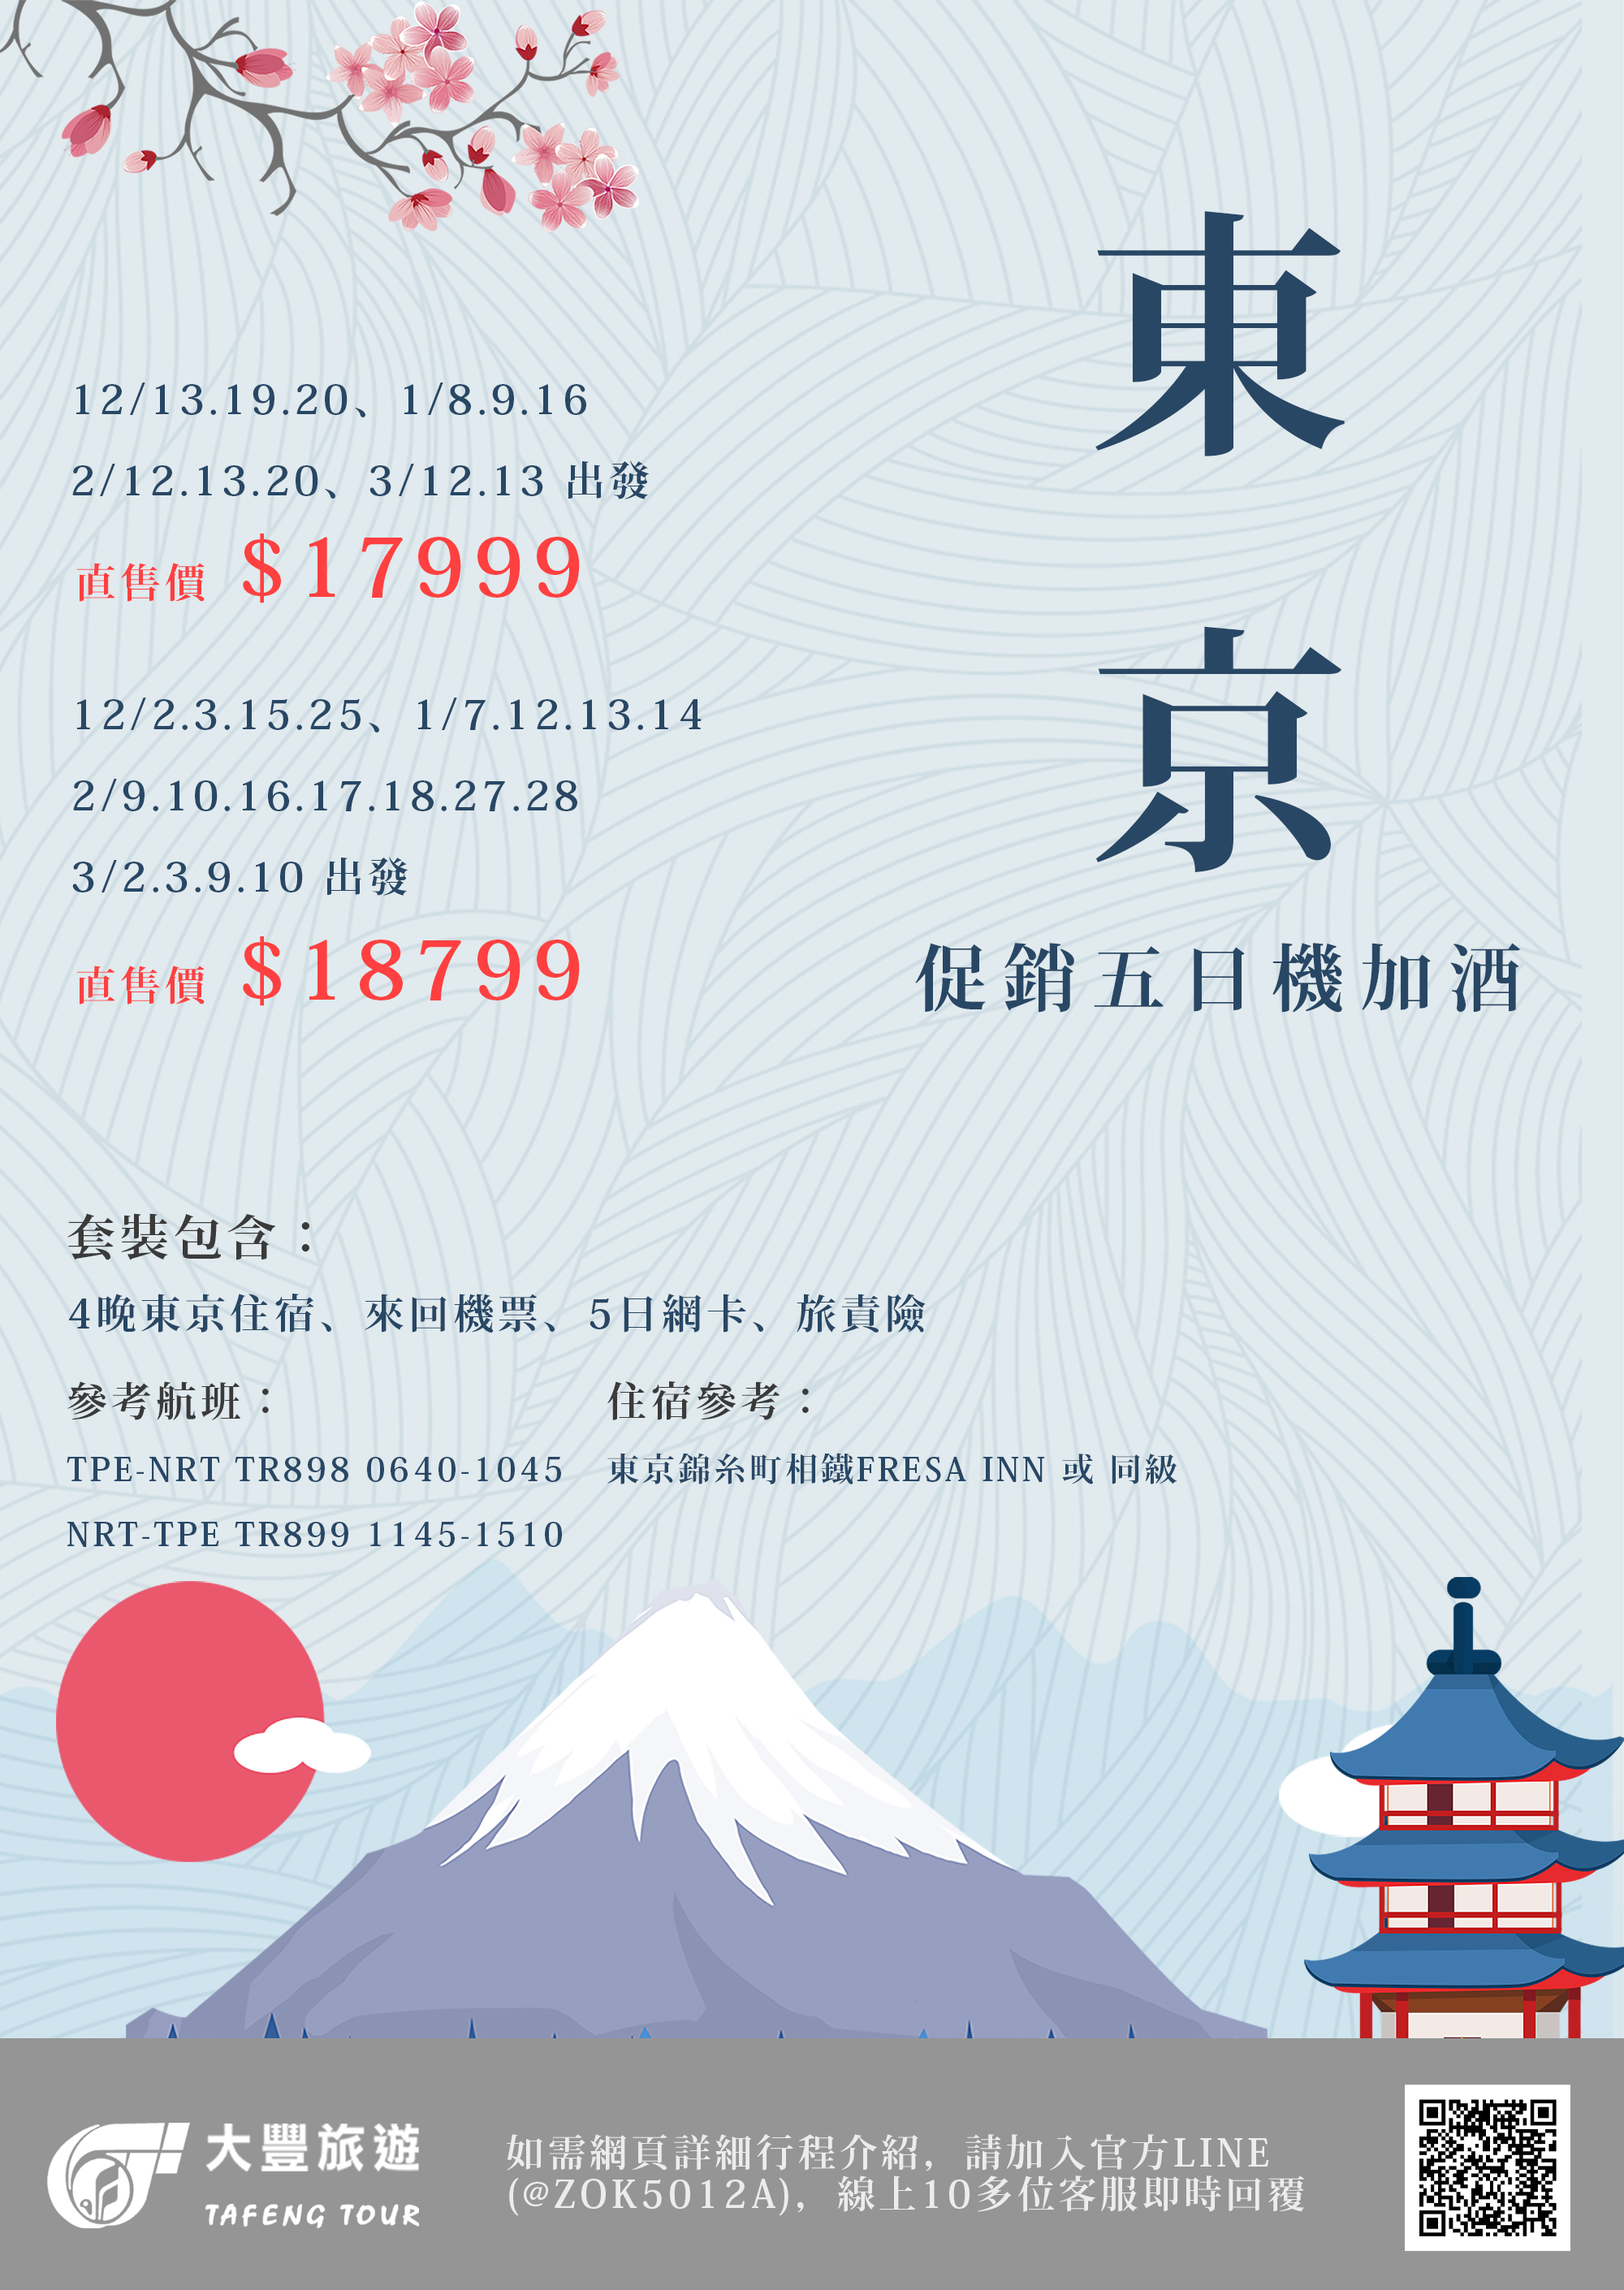 東
京
促銷五日機加酒
12/13.19.20、1/8.9.16
2/12.13.20、3/12.13 出發
直售價 $17999
12/2.3.15.25、1/7.12.13.14
2/9.10.16.17.18.27.28
3/2.3.9.10 出發
直售價 $18799
套裝包含：
4晚東京住宿、來回機票、5日網卡、旅責險
參考航班：
TPE-NRT TR898 0640-1045
NRT-TPE TR899 1145-1510
住宿參考：
東京錦糸町相鐵FRESA INN 或 同級
大豐旅遊
TAFENG TOUR
如需網頁詳細行程介紹，請加入官方LINE
(@ZOK5012A)，線上10多位客服即時回覆